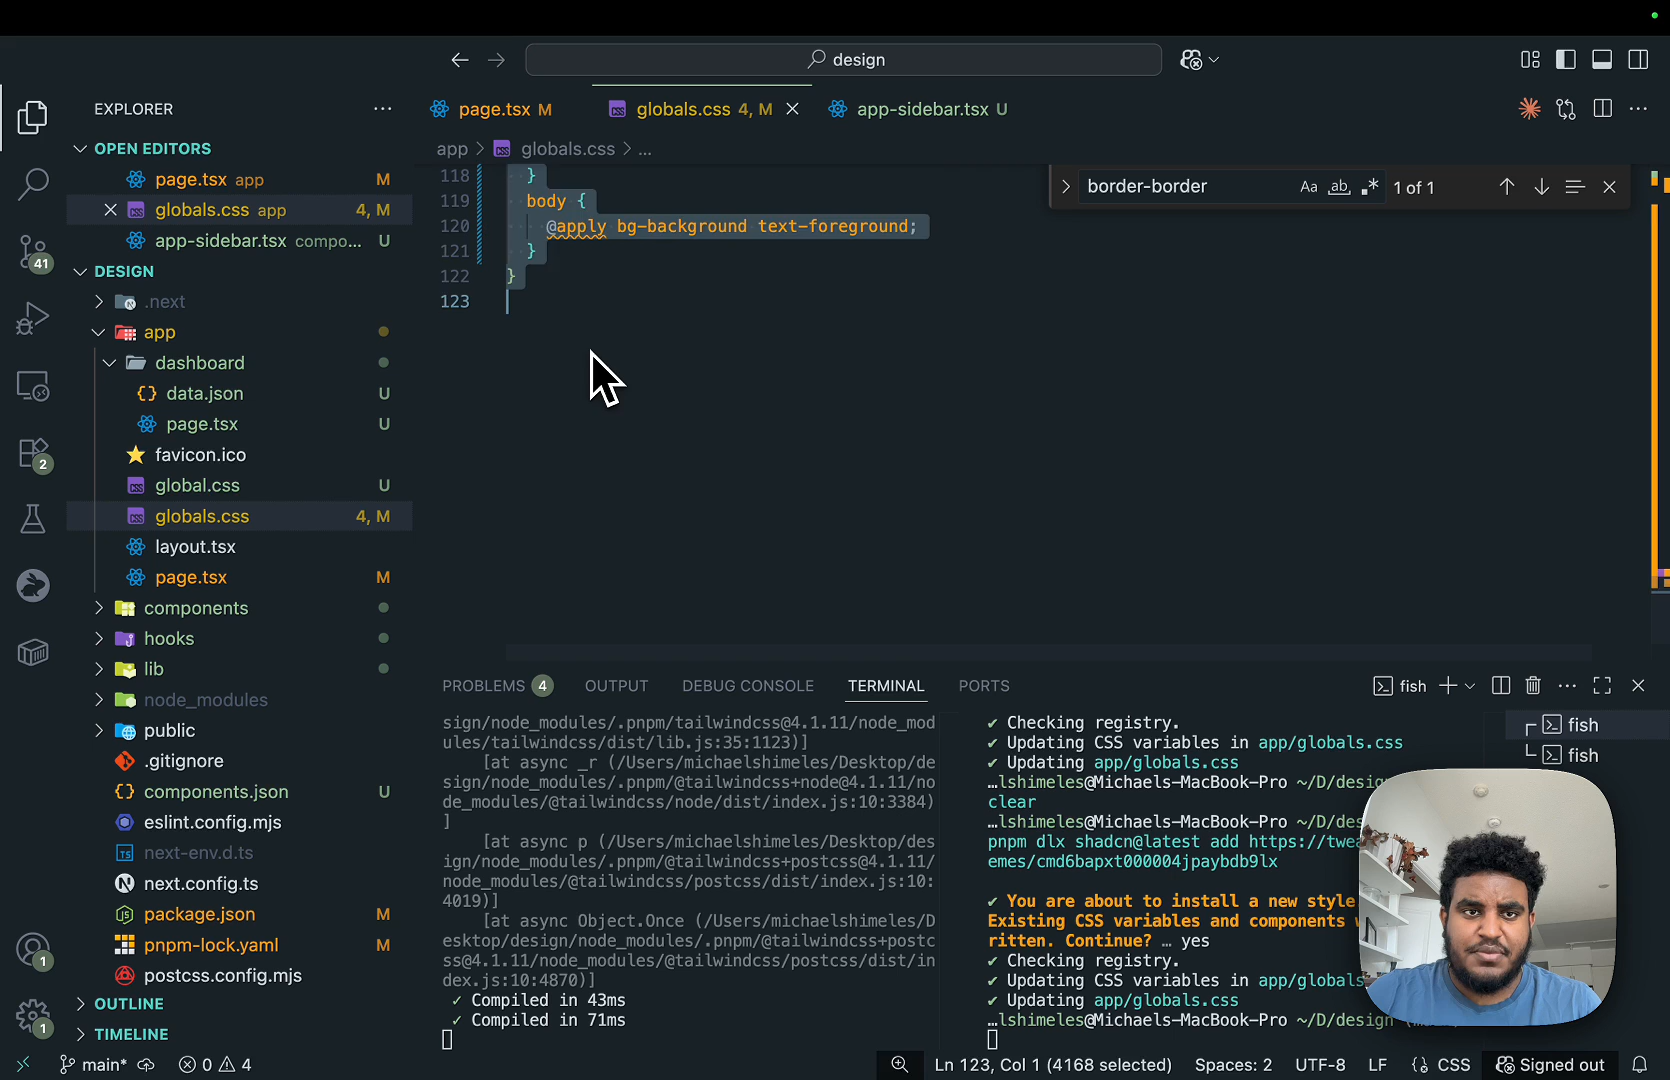 design
EXPLORER
OPEN EDITORS
page.tsx app M
globals.css app 4, M
app-sidebar.tsx compo... U
DESIGN
.next
app
dashboard
data.json U
page.tsx U
favicon.ico
global.css U
globals.css 4, M
layout.tsx
page.tsx M
components
hooks
lib
node_modules
public
.gitignore
components.json U
eslint.config.mjs
next-env.d.ts
next.config.ts
package.json M
pnpm-lock.yaml M
postcss.config.mjs
OUTLINE
TIMELINE
41
2
1
1
page.tsx M
globals.css 4, M
app-sidebar.tsx U
app > globals.css > ...
border-border Aa ab .* 1 of 1
118 }
119 body {
120 @apply bg-background text-foreground;
121 }
122 }
123
PROBLEMS 4 OUTPUT DEBUG CONSOLE TERMINAL PORTS fish
sign/node_modules/.pnpm/tailwindcss@4.1.11/node_mod
ules/tailwindcss/dist/lib.js:35:1123)]
[at async _r (/Users/michaelshimeles/Desktop/de
sign/node_modules/.pnpm/@tailwindcss+node@4.1.11/no
de_modules/@tailwindcss/node/dist/index.js:10:3384)
]
[at async p (/Users/michaelshimeles/Desktop/des
ign/node_modules/.pnpm/@tailwindcss+postcss@4.1.11/
node_modules/@tailwindcss/postcss/dist/index.js:10:
4019)]
[at async Object.Once (/Users/michaelshimeles/D
esktop/design/node_modules/.pnpm/@tailwindcss+postc
ss@4.1.11/node_modules/@tailwindcss/postcss/dist/in
dex.js:10:4870)]
✓ Compiled in 43ms
✓ Compiled in 71ms
✔ Checking registry.
✔ Updating CSS variables in app/globals.css
✔ Updating app/globals.css
…lshimeles@Michaels-MacBook-Pro ~/D/desig
clear
…lshimeles@Michaels-MacBook-Pro ~/D/de
pnpm dlx shadcn@latest add https://twea
emes/cmd6bapxt000004jpaybdb9lx
✔ You are about to install a new style
Existing CSS variables and components w
ritten. Continue? … yes
✔ Checking registry.
✔ Updating CSS variables in app/globals
✔ Updating app/globals.css
…lshimeles@Michaels-MacBook-Pro ~/D/design
fish
fish
main* 0 4
Ln 123, Col 1 (4168 selected) Spaces: 2 UTF-8 LF {} CSS Signed out